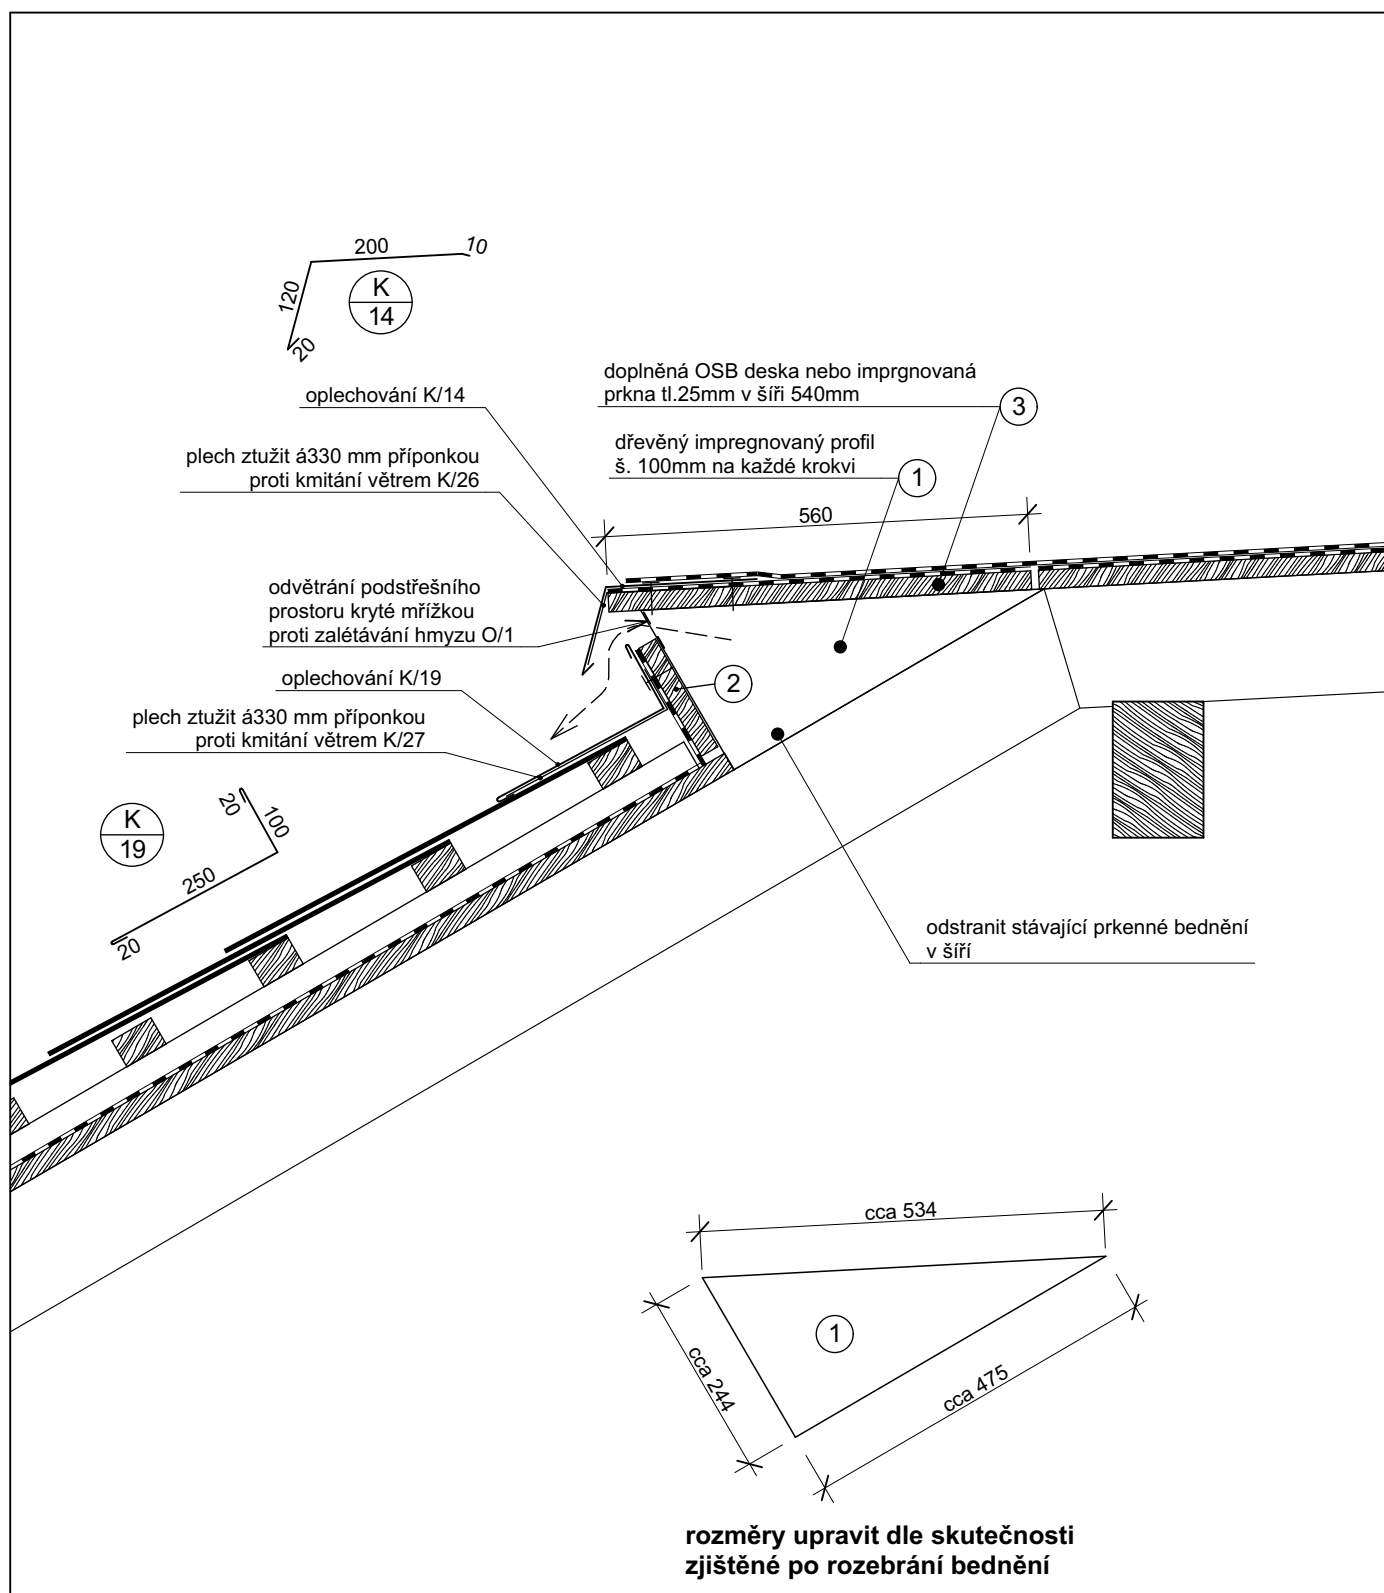 200
10
120
20
K
14
doplněná OSB deska nebo imprgnovaná
prkna tl.25mm v šíři 540mm
3
oplechování K/14
dřevěný impregnovaný profil
š. 100mm na každé krokvi
1
plech ztužit á330 mm příponkou
proti kmitání větrem K/26
560
odvětrání podstřešního
prostoru kryté mřížkou
proti zalétávání hmyzu O/1
oplechování K/19
2
plech ztužit á330 mm příponkou
proti kmitání větrem K/27
K
19
20
100
250
20
odstranit stávající prkenné bednění
v šíří
cca 534
1
cca 244
cca 475
rozměry upravit dle skutečnosti
zjištěné po rozebrání bednění